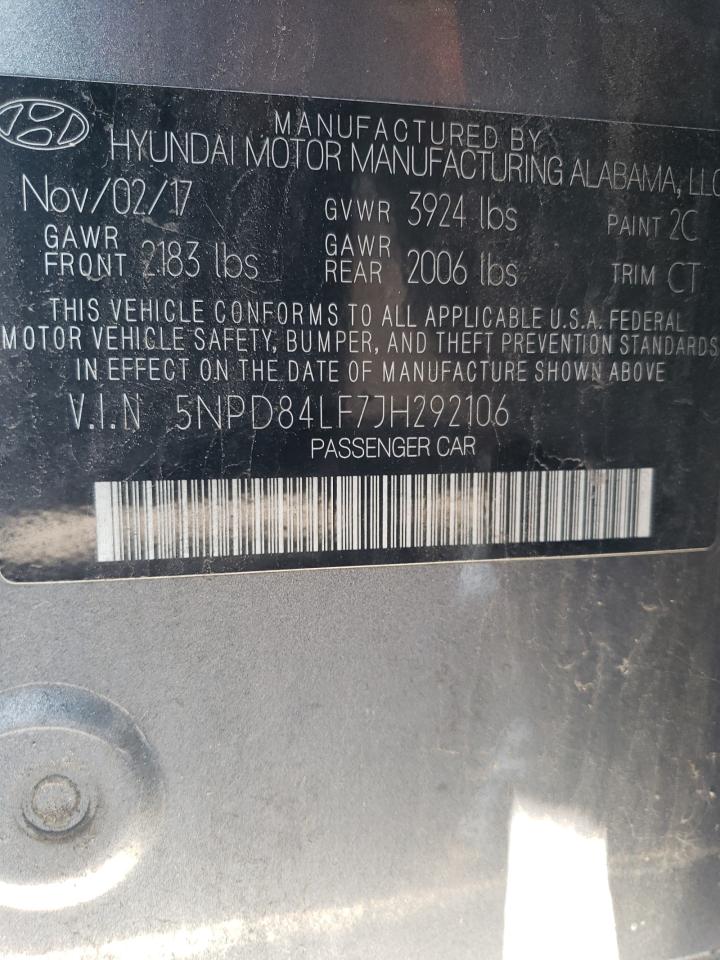 MANUFACTURED BY
HYUNDAI MOTOR MANUFACTURING ALABAMA, LLC
Nov/02/17 GVWR 3924 lbs PAINT 2C
GAWR FRONT 2183 lbs GAWR REAR 2006 lbs TRIM CT
THIS VEHICLE CONFORMS TO ALL APPLICABLE U.S.A. FEDERAL
MOTOR VEHICLE SAFETY, BUMPER, AND THEFT PREVENTION STANDARDS
IN EFFECT ON THE DATE OF MANUFACTURE SHOWN ABOVE
V.I.N 5NPD84LF7JH292106
PASSENGER CAR